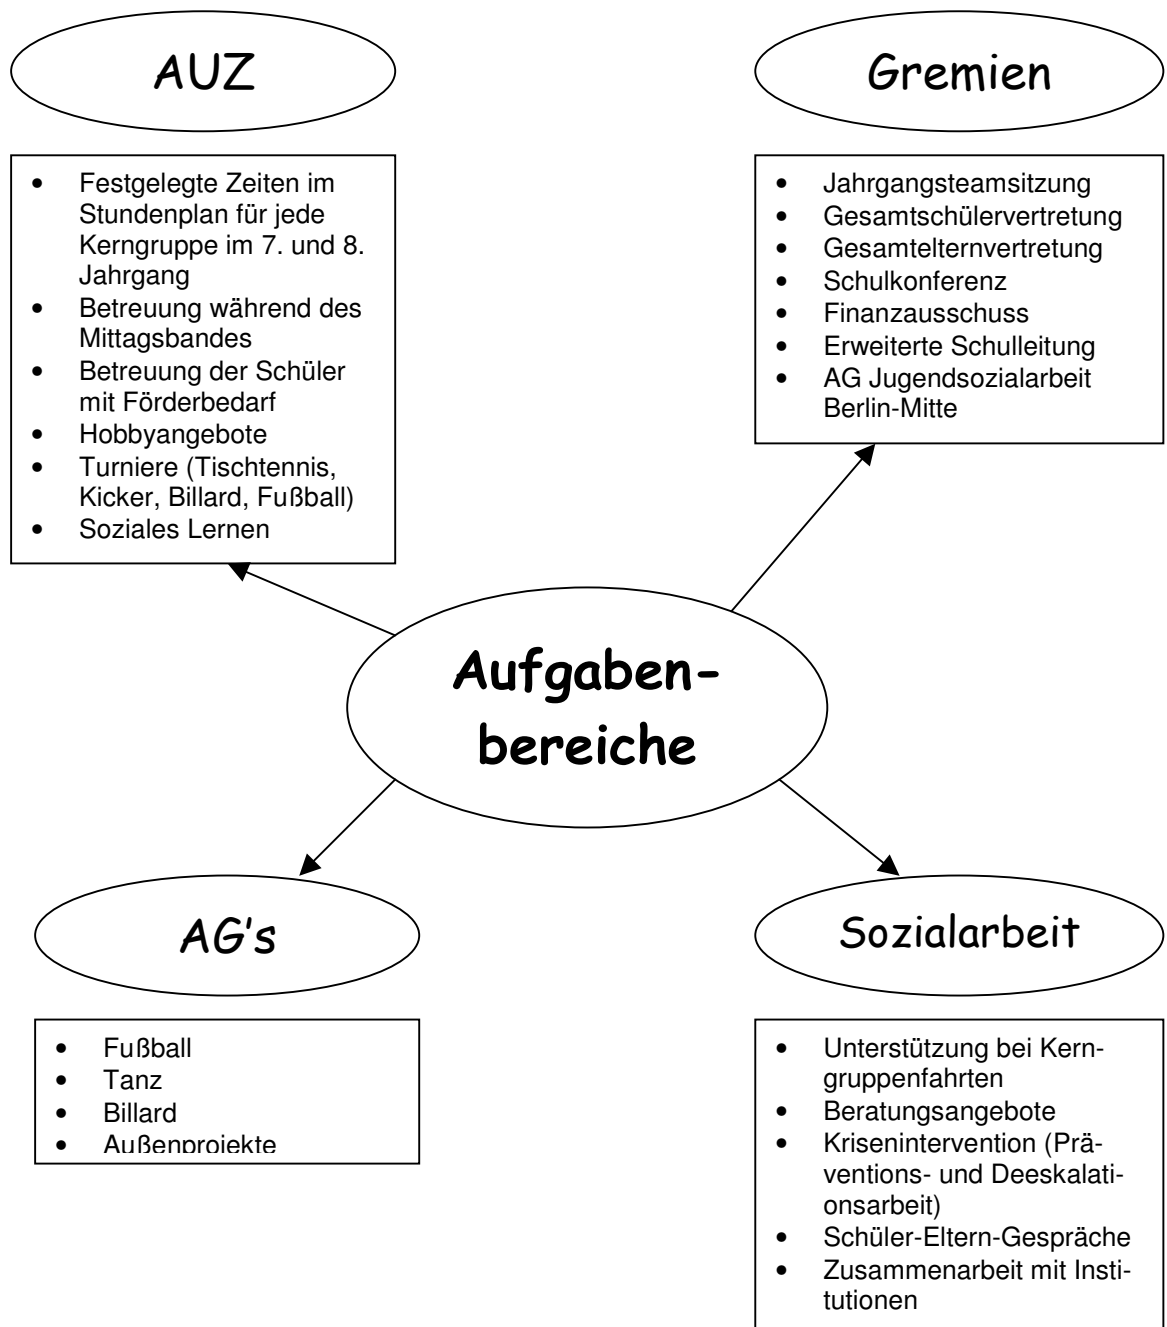 AUZ
• Festgelegte Zeiten im
Stundenplan für jede
Kerngruppe im 7. und 8.
Jahrgang
• Betreuung während des
Mittagsbandes
• Betreuung der Schüler
mit Förderbedarf
• Hobbyangebote
• Turniere (Tischtennis,
Kicker, Billard, Fußball)
• Soziales Lernen
Gremien
• Jahrgangsteamsitzung
• Gesamtschülervertretung
• Gesamtelternvertretung
• Schulkonferenz
• Finanzausschuss
• Erweiterte Schulleitung
• AG Jugendsozialarbeit
Berlin-Mitte
Aufgaben-
bereiche
AG's
• Fußball
• Tanz
• Billard
• Außenprojekte
Sozialarbeit
• Unterstützung bei Kern-
gruppenfahrten
• Beratungsangebote
• Krisenintervention (Prä-
ventions- und Deeskalati-
onsarbeit)
• Schüler-Eltern-Gespräche
• Zusammenarbeit mit Insti-
tutionen